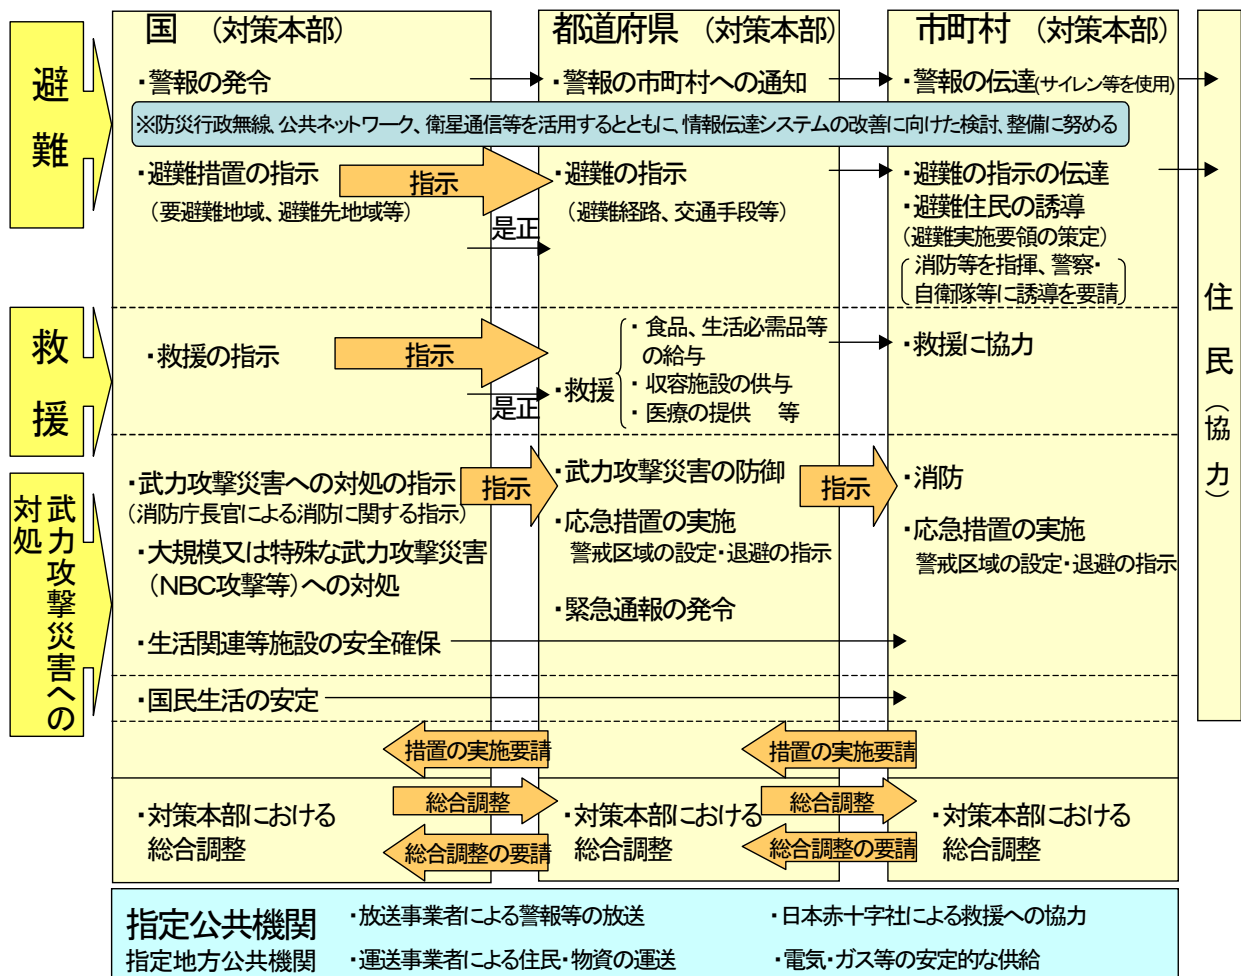 国 （対策本部）
都道府県 （対策本部）
市町村 （対策本部）
避難
・警報の発令
・警報の市町村への通知
・警報の伝達(サイレン等を使用)
※防災行政無線、公共ネットワーク、衛星通信等を活用するとともに、情報伝達システムの改善に向けた検討、整備に努める
・避難措置の指示
（要避難地域、避難先地域等）
指示
是正
・避難の指示
（避難経路、交通手段等）
・避難の指示の伝達
・避難住民の誘導
（避難実施要領の策定）
消防等を指揮、警察・
自衛隊等に誘導を要請
救援
・救援の指示
指示
是正
・救援
・食品、生活必需品等
の給与
・収容施設の供与
・医療の提供 等
・救援に協力
武力攻撃災害への
対処
・武力攻撃災害への対処の指示
（消防庁長官による消防に関する指示）
指示
・武力攻撃災害の防御
指示
・消防
・大規模又は特殊な武力攻撃災害
（NBC攻撃等）への対処
・応急措置の実施
警戒区域の設定・退避の指示
・応急措置の実施
警戒区域の設定・退避の指示
・緊急通報の発令
・生活関連等施設の安全確保
・国民生活の安定
措置の実施要請
措置の実施要請
・対策本部における
総合調整
総合調整
総合調整の要請
・対策本部における
総合調整
総合調整
総合調整の要請
・対策本部における
総合調整
住民（協力）
指定公共機関
指定地方公共機関
・放送事業者による警報等の放送
・日本赤十字社による救援への協力
・運送事業者による住民・物資の運送
・電気・ガス等の安定的な供給